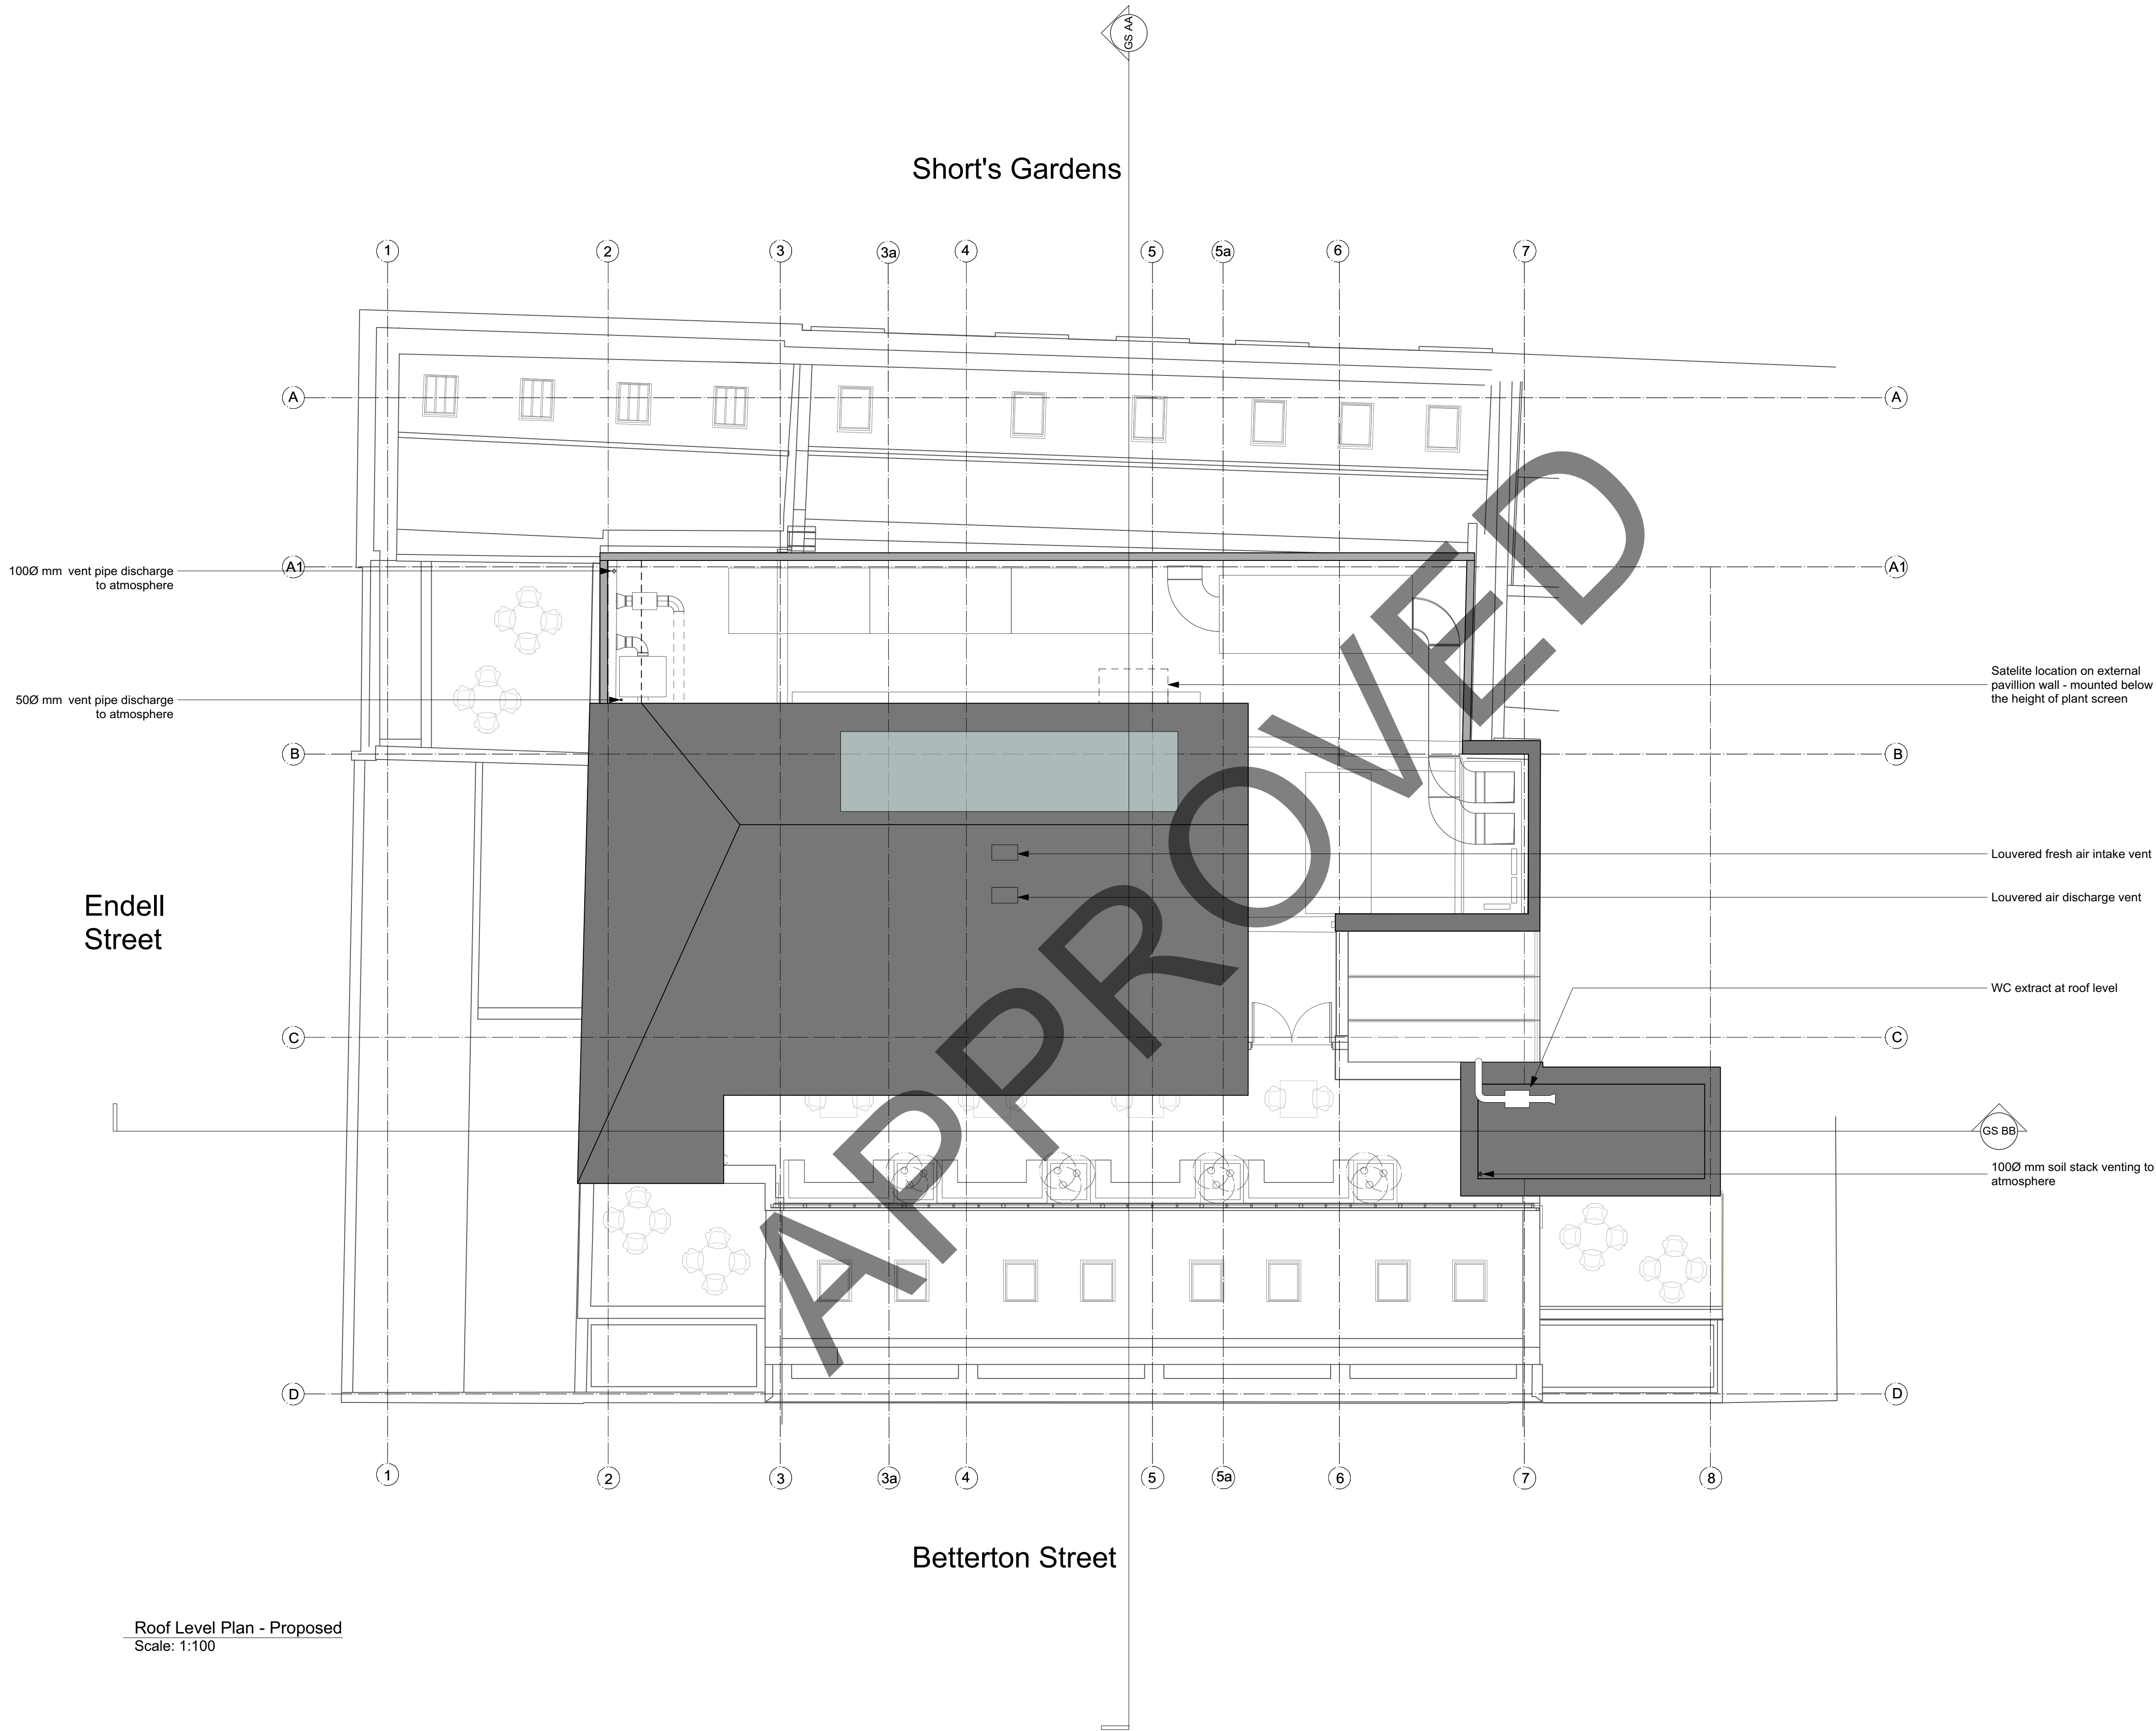 GS AA
Short's Gardens
1
2
3
3a
4
5
5a
6
7
A
A
100Ø mm vent pipe discharge
to atmosphere
A1
A1
50Ø mm vent pipe discharge
to atmosphere
Satelite location on external
pavillion wall - mounted below
the height of plant screen
B
B
Louvered fresh air intake vent
Endell
Street
Louvered air discharge vent
WC extract at roof level
C
C
GS BB
100Ø mm soil stack venting to
atmosphere
APPROVED
D
D
1
2
3
3a
4
5
5a
6
7
8
Betterton Street
Roof Level Plan - Proposed
Scale: 1:100